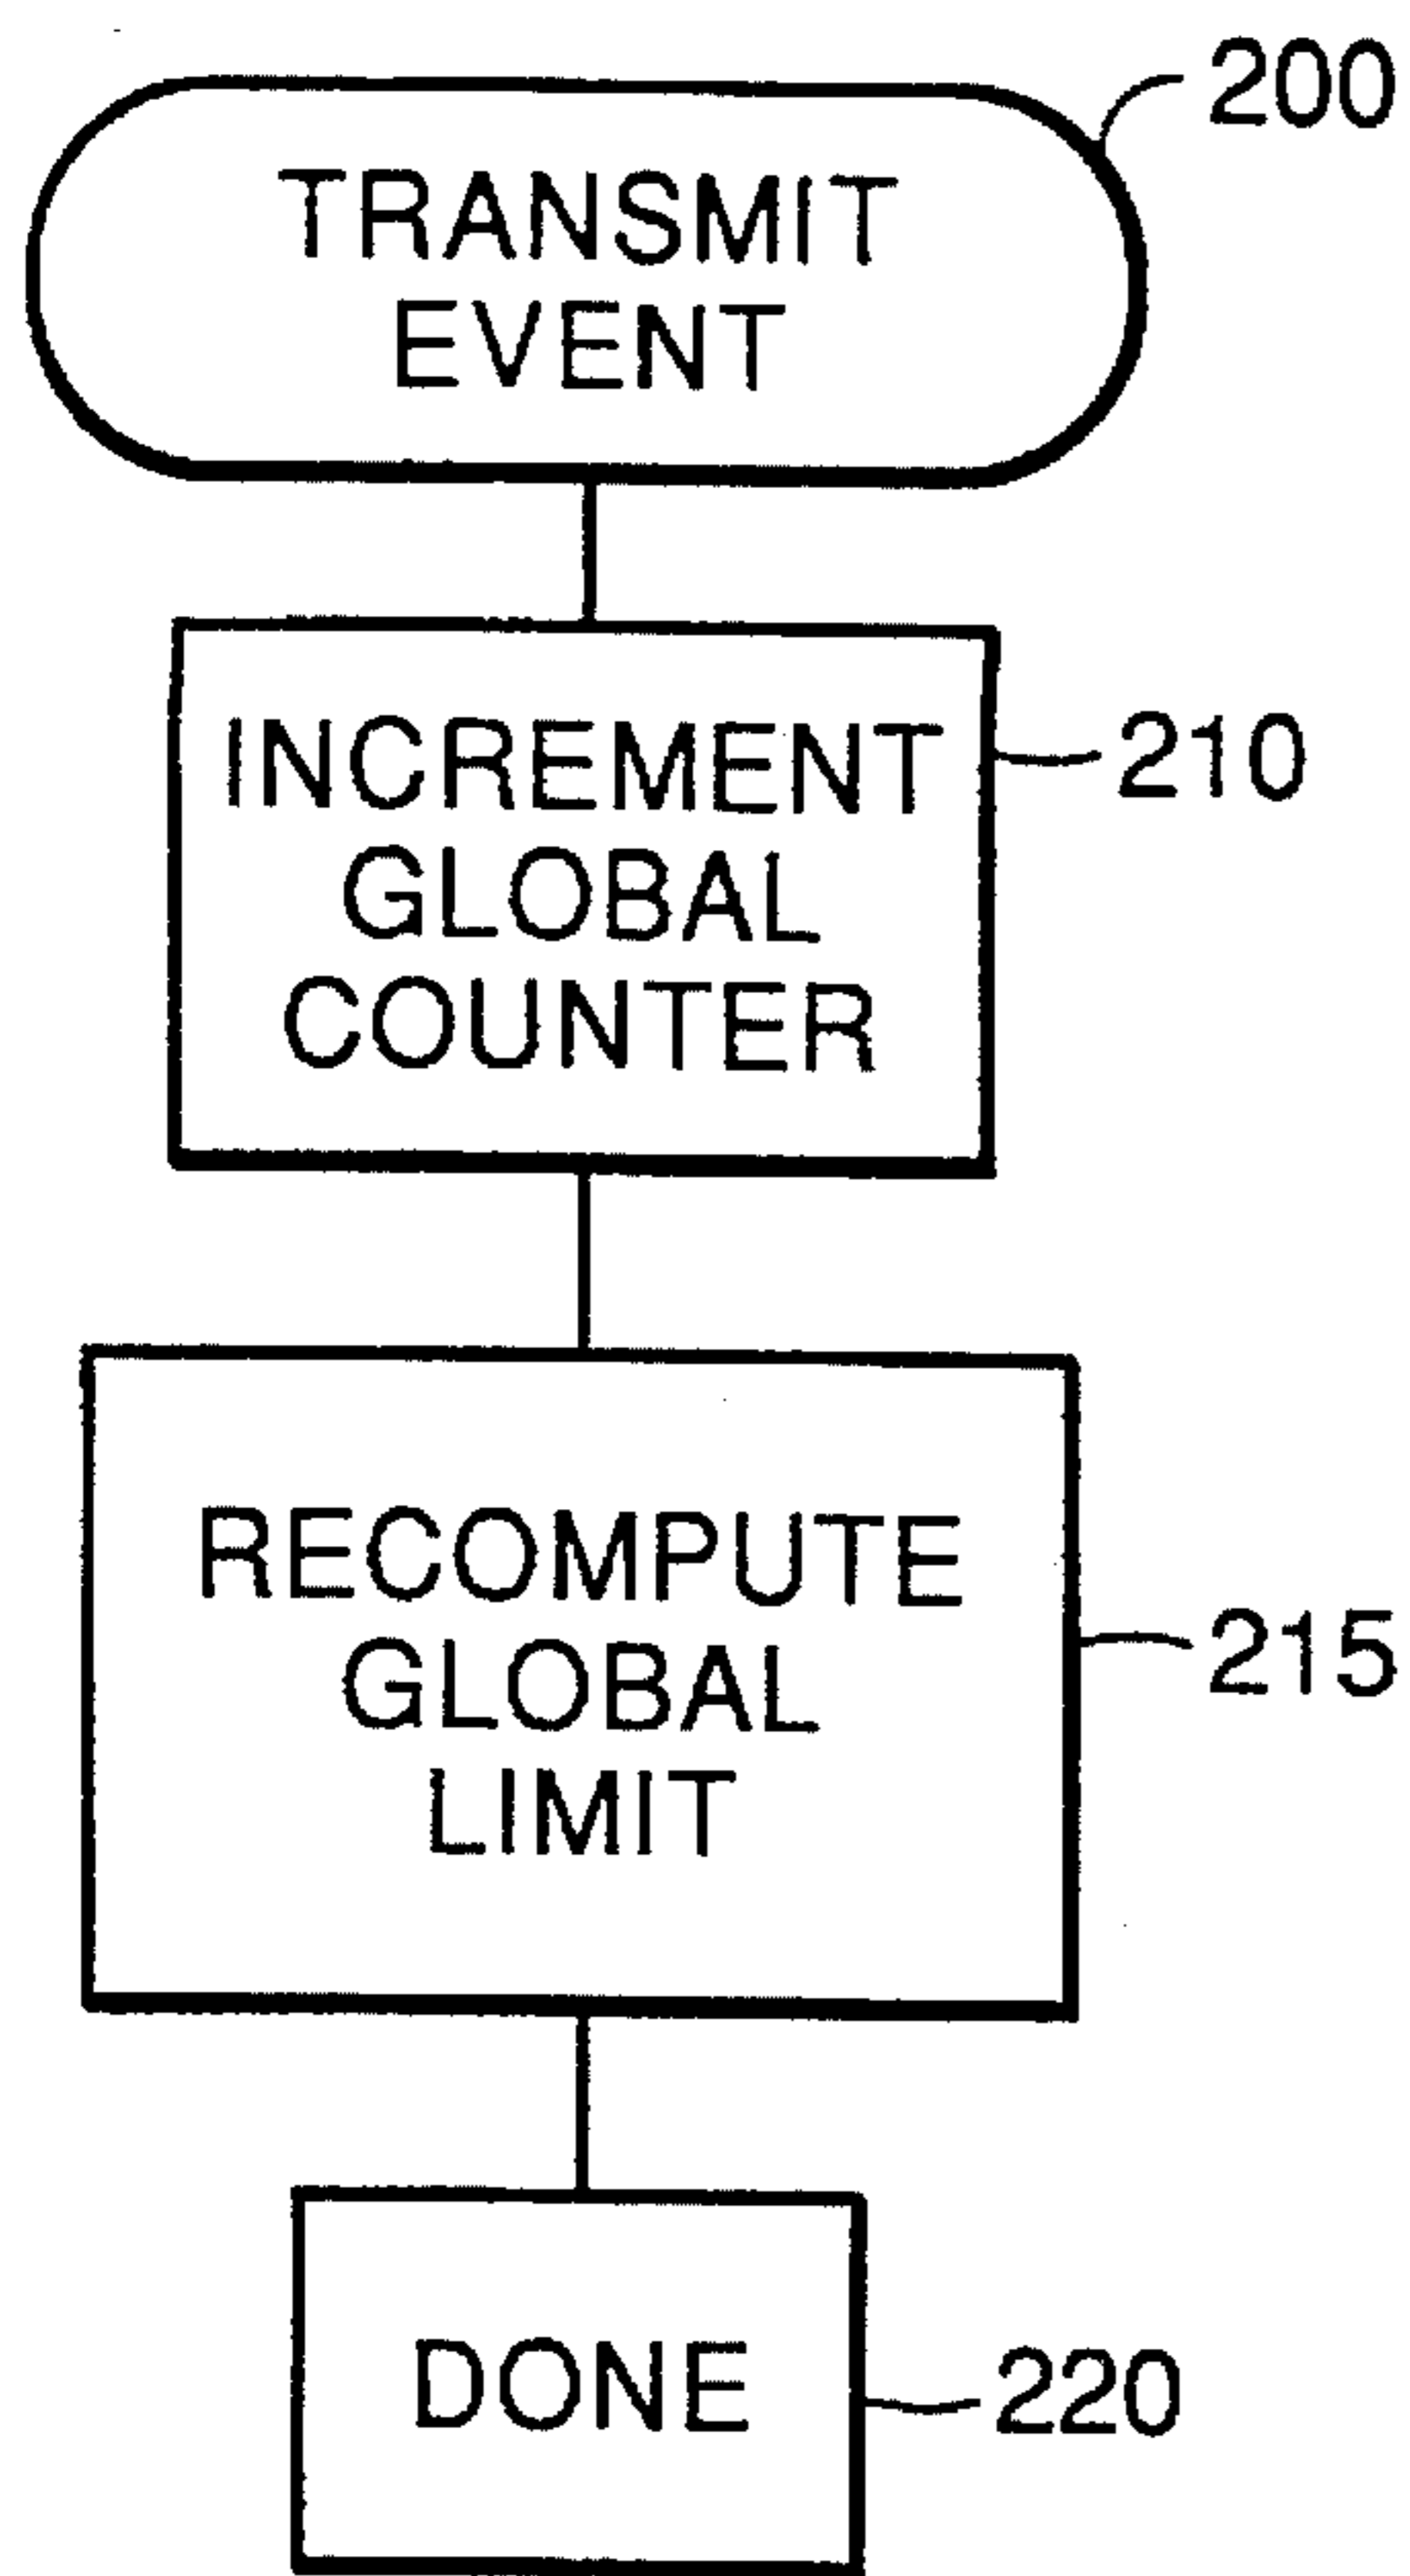 200
TRANSMIT
EVENT
INCREMENT
GLOBAL
COUNTER
210
RECOMPUTE
GLOBAL
LIMIT
215
DONE
220